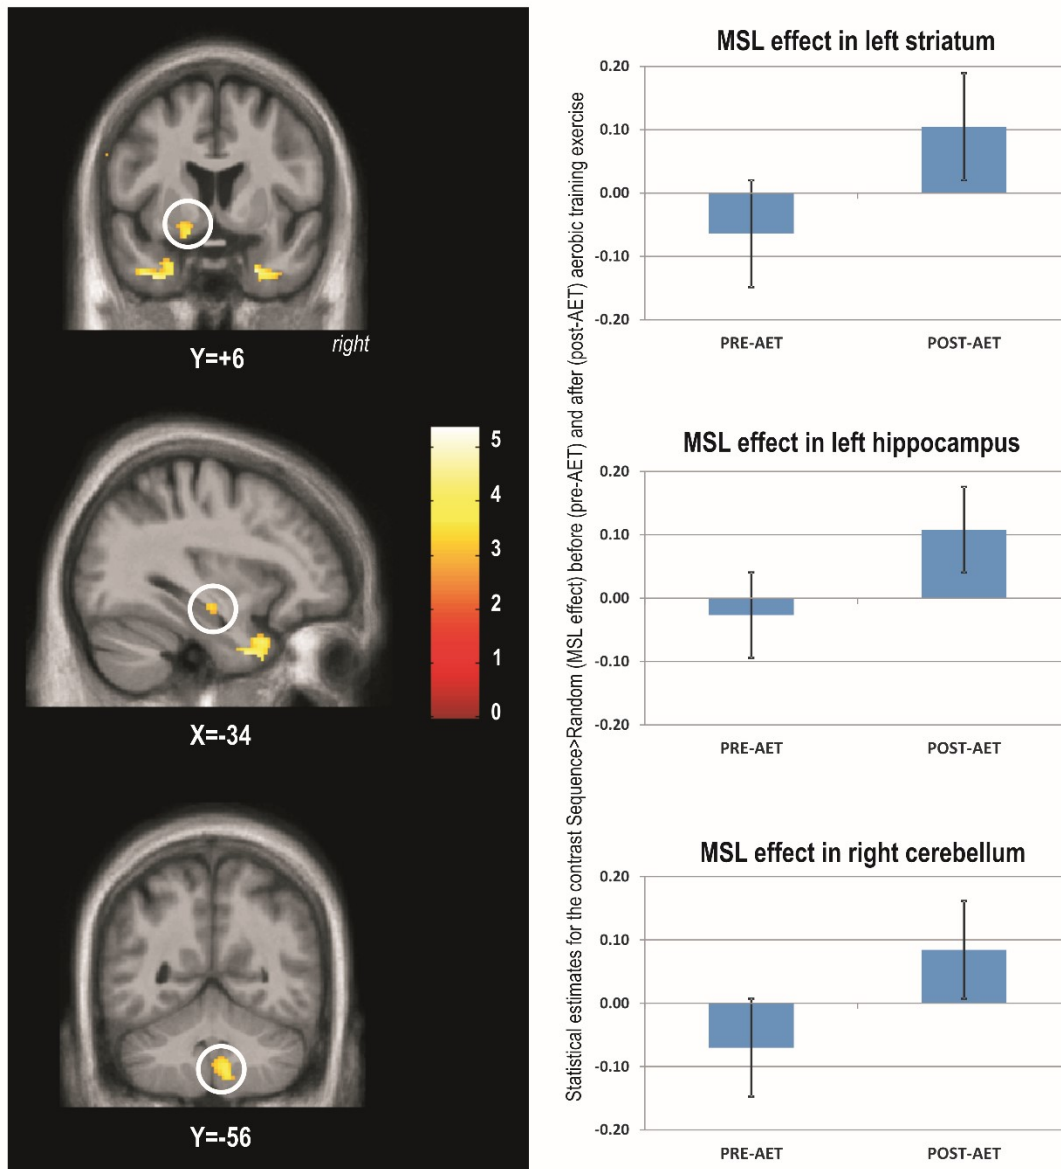 Y=+6
right
X=-34
5
4
3
2
1
0
Y=-56
Statistical estimates for the contrast Sequence>Random (MSL effect) before (pre-AET) and after (post-AET) aerobic training exercise
MSL effect in left striatum
0.20
0.10
0.00
-0.10
-0.20
PRE-AET POST-AET
MSL effect in left hippocampus
0.20
0.10
0.00
-0.10
-0.20
PRE-AET POST-AET
MSL effect in right cerebellum
0.20
0.10
0.00
-0.10
-0.20
PRE-AET POST-AET